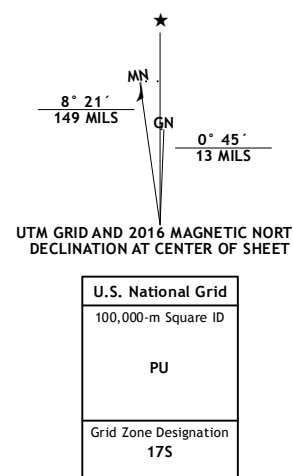 ★
MN
8° 21´
149 MILS
GN
0° 45´
13 MILS
UTM GRID AND 2016 MAGNETIC NORT
DECLINATION AT CENTER OF SHEET
U.S. National Grid
100,000-m Square ID
PU
Grid Zone Designation
17S